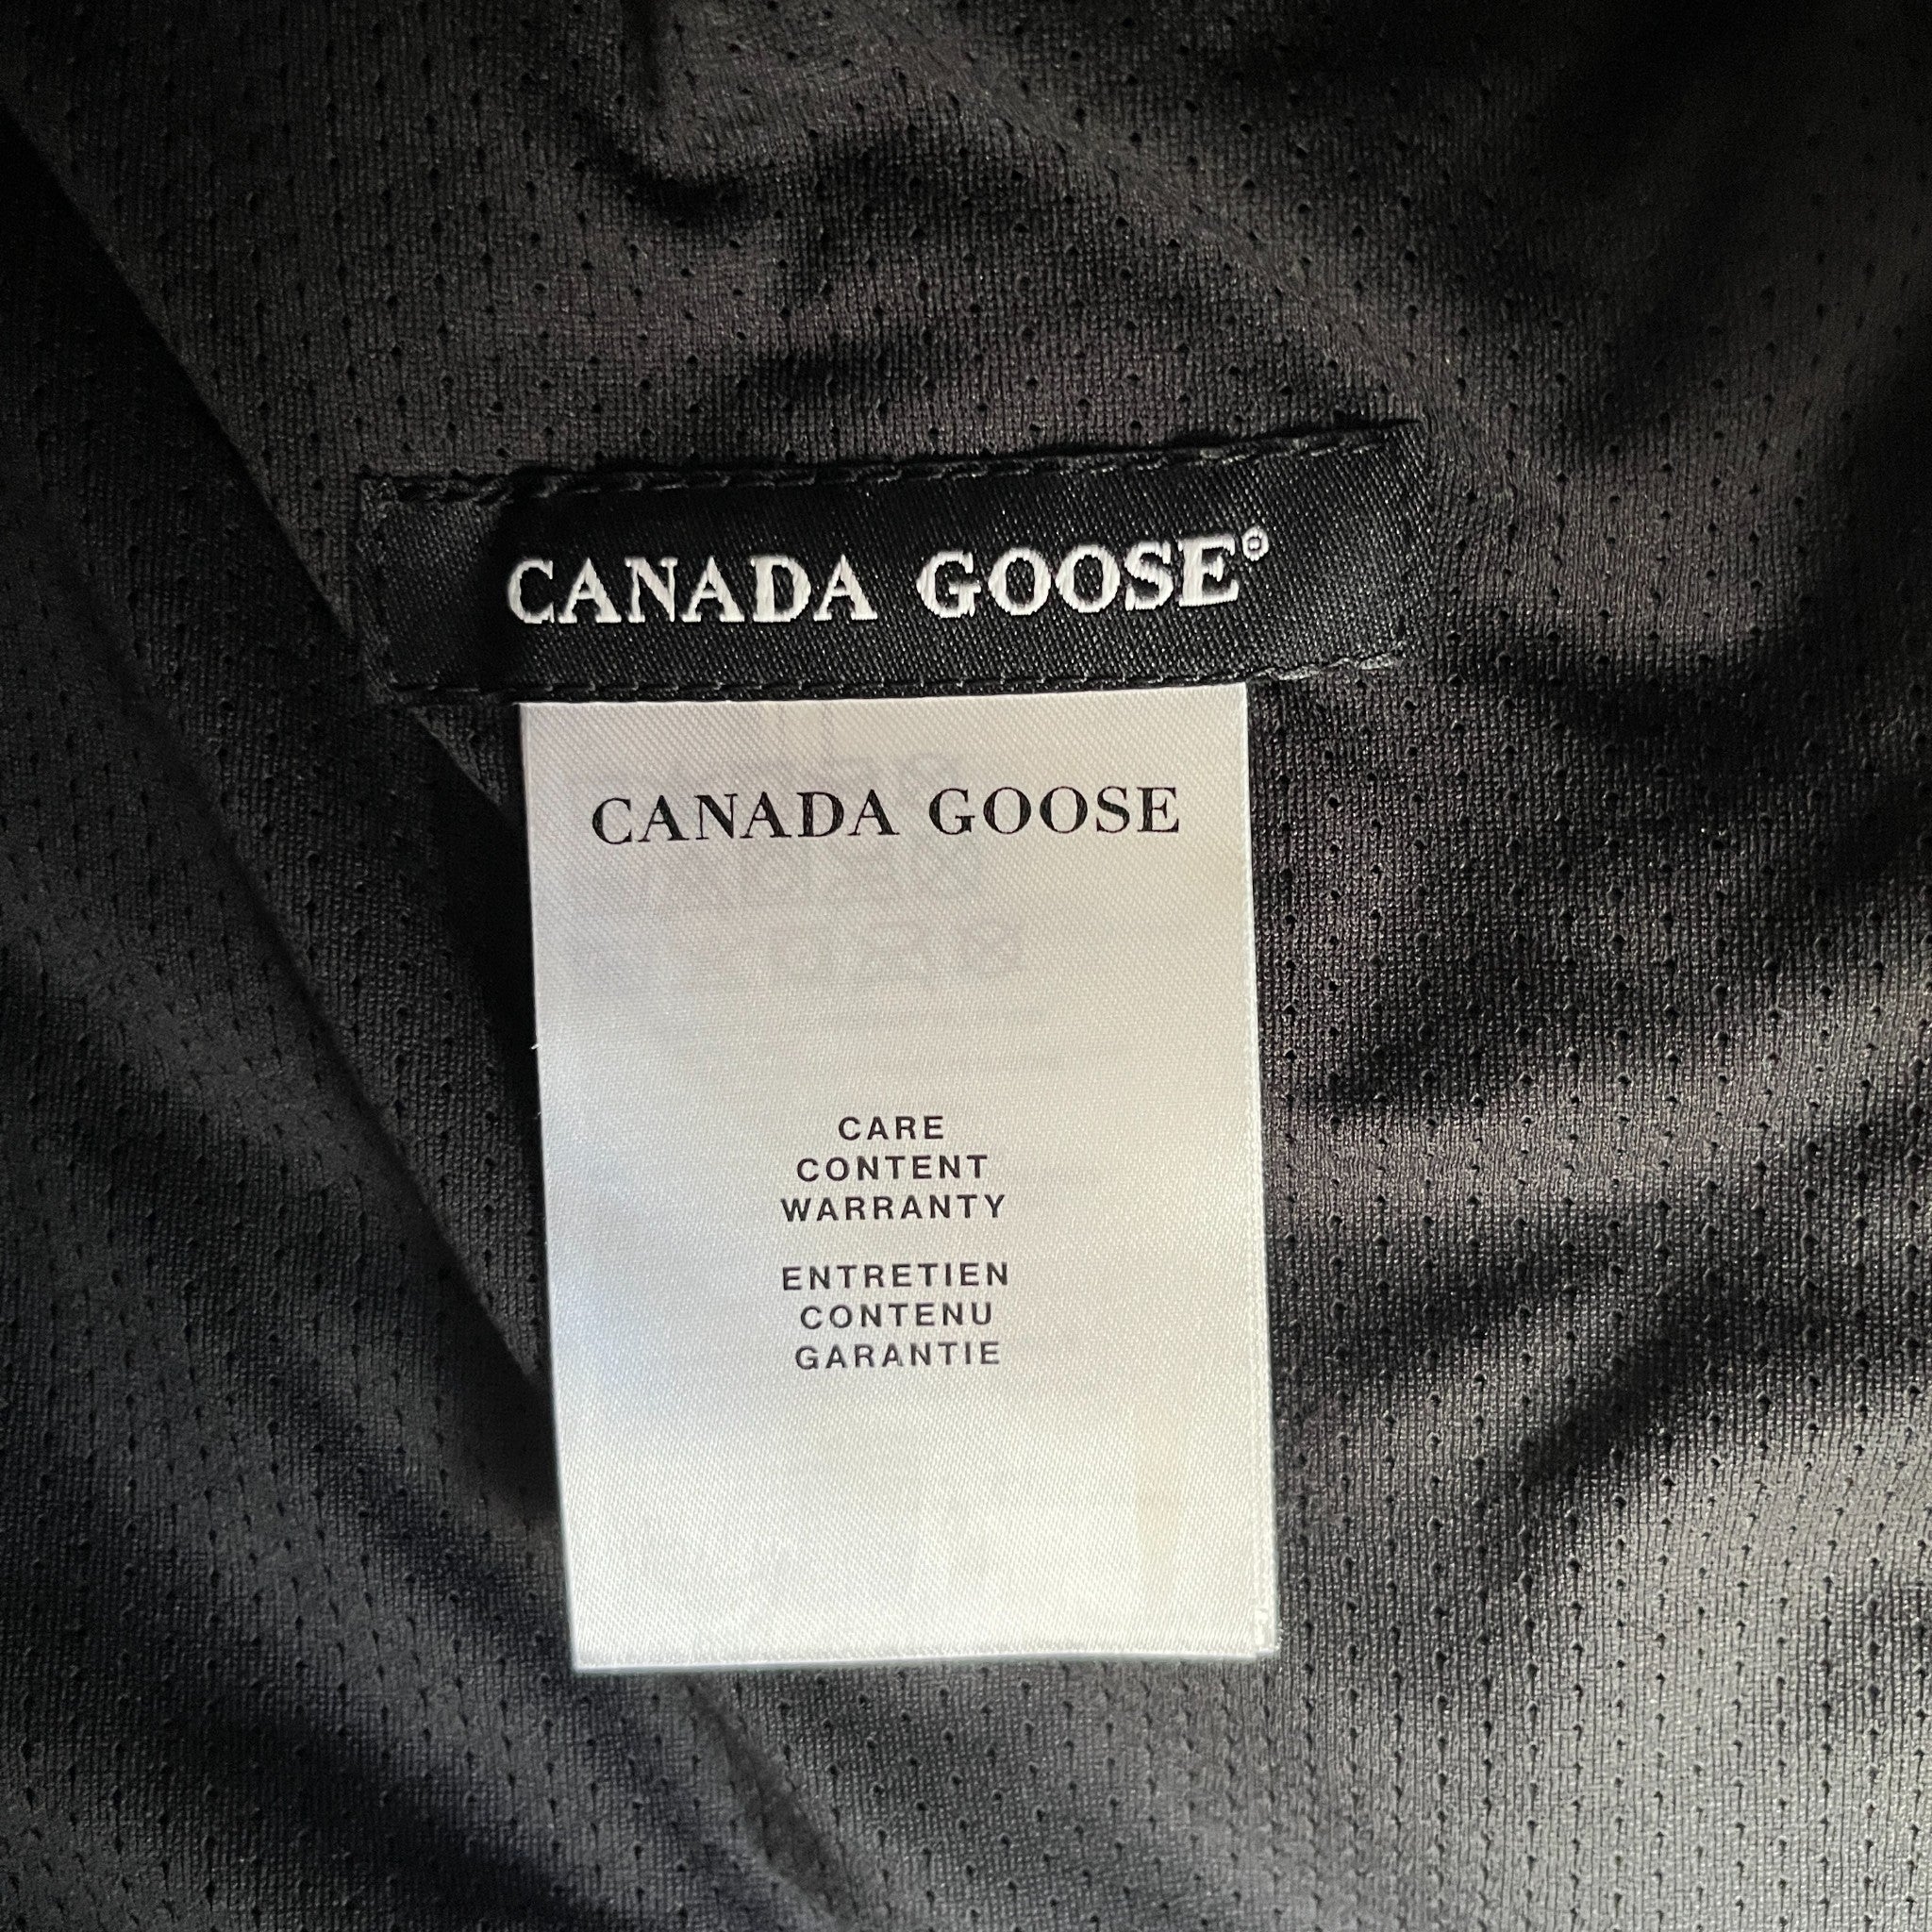 CANADA GOOSE®
CANADA GOOSE
CARE
CONTENT
WARRANTY
ENTRETIEN
CONTENU
GARANTIE